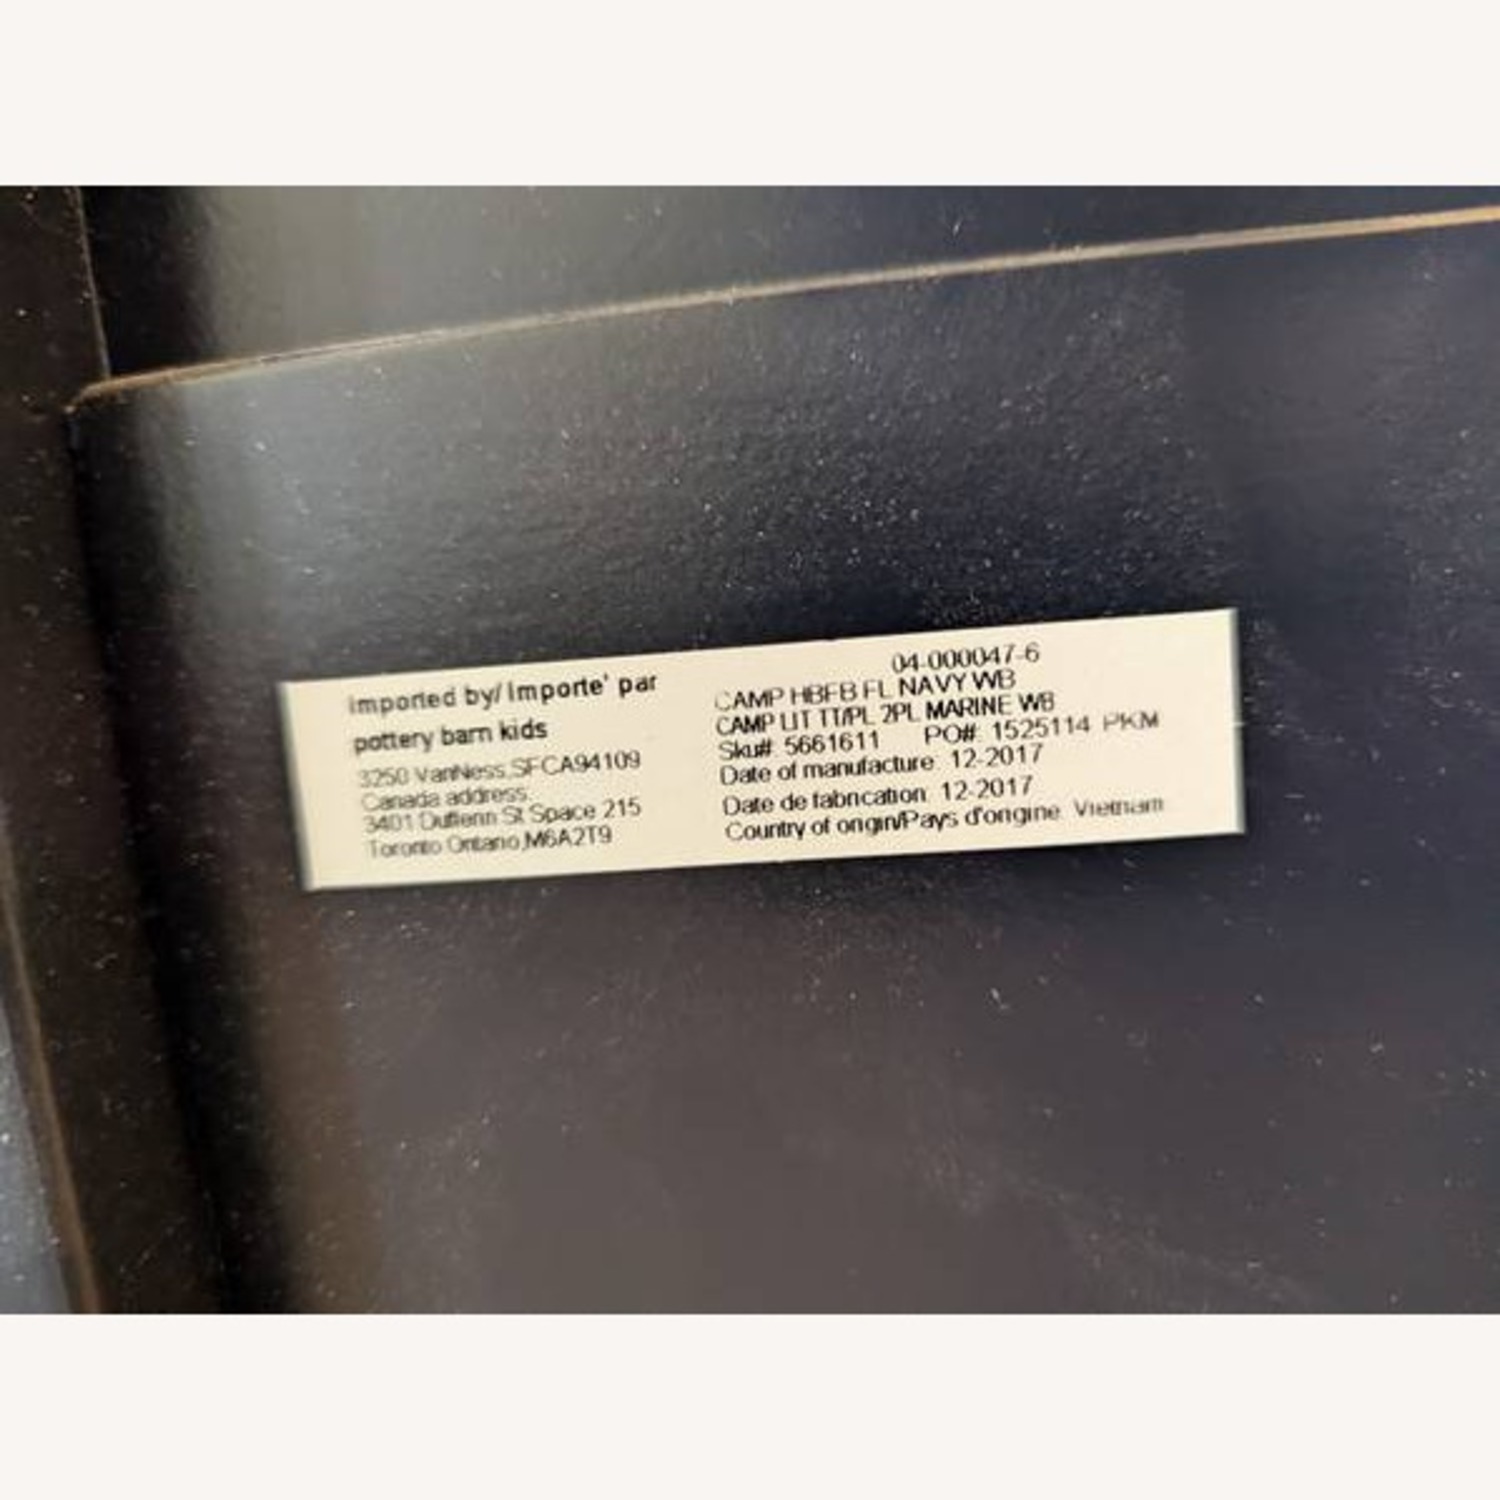 imported by/ Importe' par
pottery barn kids
3250 VanNess,SFCA94109
Canada address:
3401 Dufferin St Space 215
Toronto Ontario,M6A2T9
04-000047-6
CAMP HBFB FL NAVY WB
CAMP LIT TT/PL 2PL MARINE WB
Sku#: 5661611 PO#: 1525114 PKM
Date of manufacture: 12-2017
Date de fabrication: 12-2017
Country of origin/Pays d'origine: Vietnam